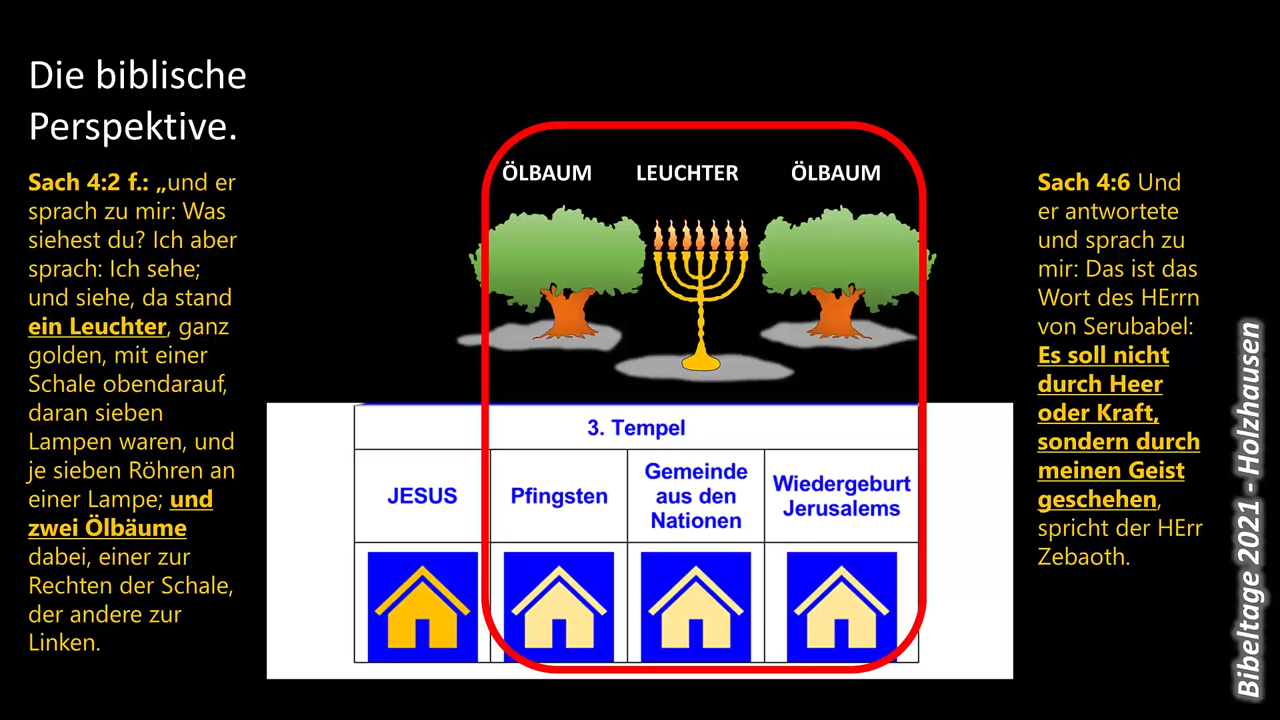 Die biblische
Perspektive.
Sach 4:2 f.: „und er
sprach zu mir: Was
siehest du? Ich aber
sprach: Ich sehe;
und siehe, da stand
ein Leuchter, ganz
golden, mit einer
Schale obendarauf,
daran sieben
Lampen waren, und
je sieben Röhren an
einer Lampe; und
zwei Ölbäume
dabei, einer zur
Rechten der Schale,
der andere zur
Linken.
ÖLBAUM LEUCHTER ÖLBAUM
3. Tempel
JESUS
Pfingsten
Gemeinde
aus den
Nationen
Wiedergeburt
Jerusalems
Sach 4:6 Und
er antwortete
und sprach zu
mir: Das ist das
Wort des HErrn
von Serubabel:
Es soll nicht
durch Heer
oder Kraft,
sondern durch
meinen Geist
geschehen,
spricht der HErr
Zebaoth.
Bibeltage 2021 - Holzhausen